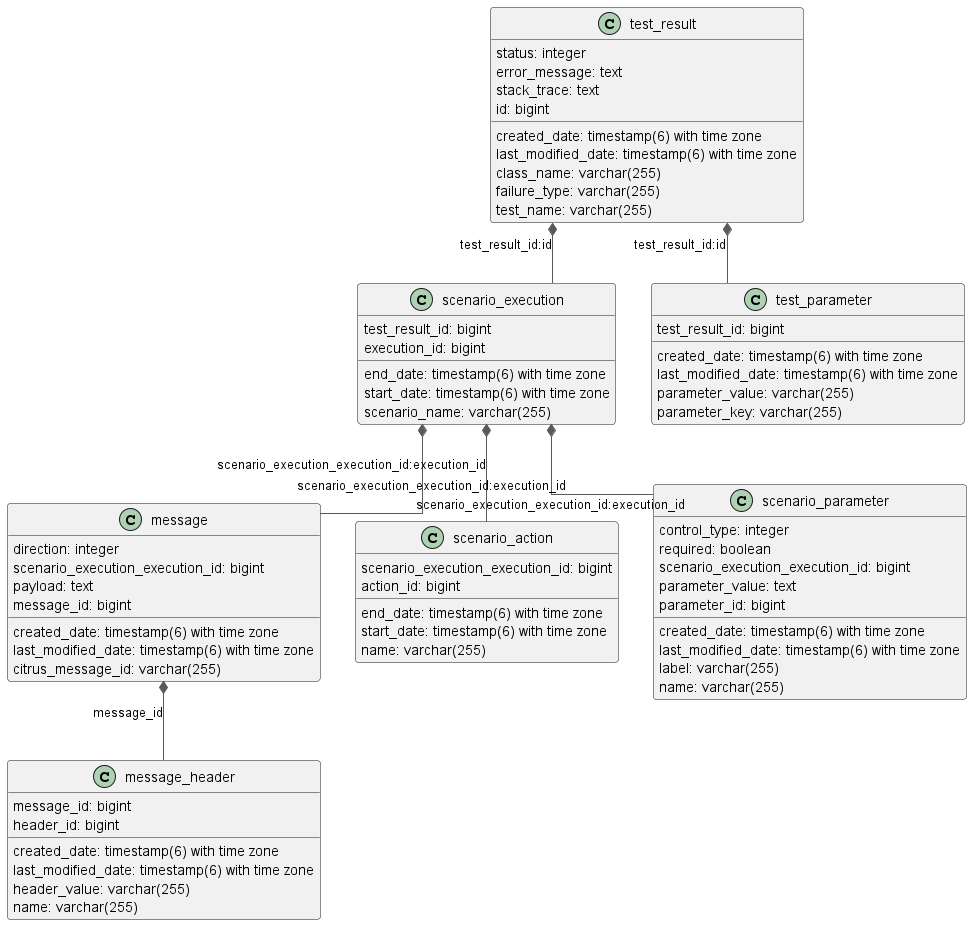 C test_result
status: integer
error_message: text
stack_trace: text
id: bigint
created_date: timestamp(6) with time zone
last_modified_date: timestamp(6) with time zone
class_name: varchar(255)
failure_type: varchar(255)
test_name: varchar(255)
test_result_id:id
test_result_id:id
C scenario_execution
test_result_id: bigint
execution_id: bigint
end_date: timestamp(6) with time zone
start_date: timestamp(6) with time zone
scenario_name: varchar(255)
C test_parameter
test_result_id: bigint
created_date: timestamp(6) with time zone
last_modified_date: timestamp(6) with time zone
parameter_value: varchar(255)
parameter_key: varchar(255)
scenario_execution_execution_id:execution_id
scenario_execution_execution_id:execution_id
scenario_execution_execution_id:execution_id
C message
direction: integer
scenario_execution_execution_id: bigint
payload: text
message_id: bigint
created_date: timestamp(6) with time zone
last_modified_date: timestamp(6) with time zone
citrus_message_id: varchar(255)
C scenario_action
scenario_execution_execution_id: bigint
action_id: bigint
end_date: timestamp(6) with time zone
start_date: timestamp(6) with time zone
name: varchar(255)
C scenario_parameter
control_type: integer
required: boolean
scenario_execution_execution_id: bigint
parameter_value: text
parameter_id: bigint
created_date: timestamp(6) with time zone
last_modified_date: timestamp(6) with time zone
label: varchar(255)
name: varchar(255)
message_id
C message_header
message_id: bigint
header_id: bigint
created_date: timestamp(6) with time zone
last_modified_date: timestamp(6) with time zone
header_value: varchar(255)
name: varchar(255)